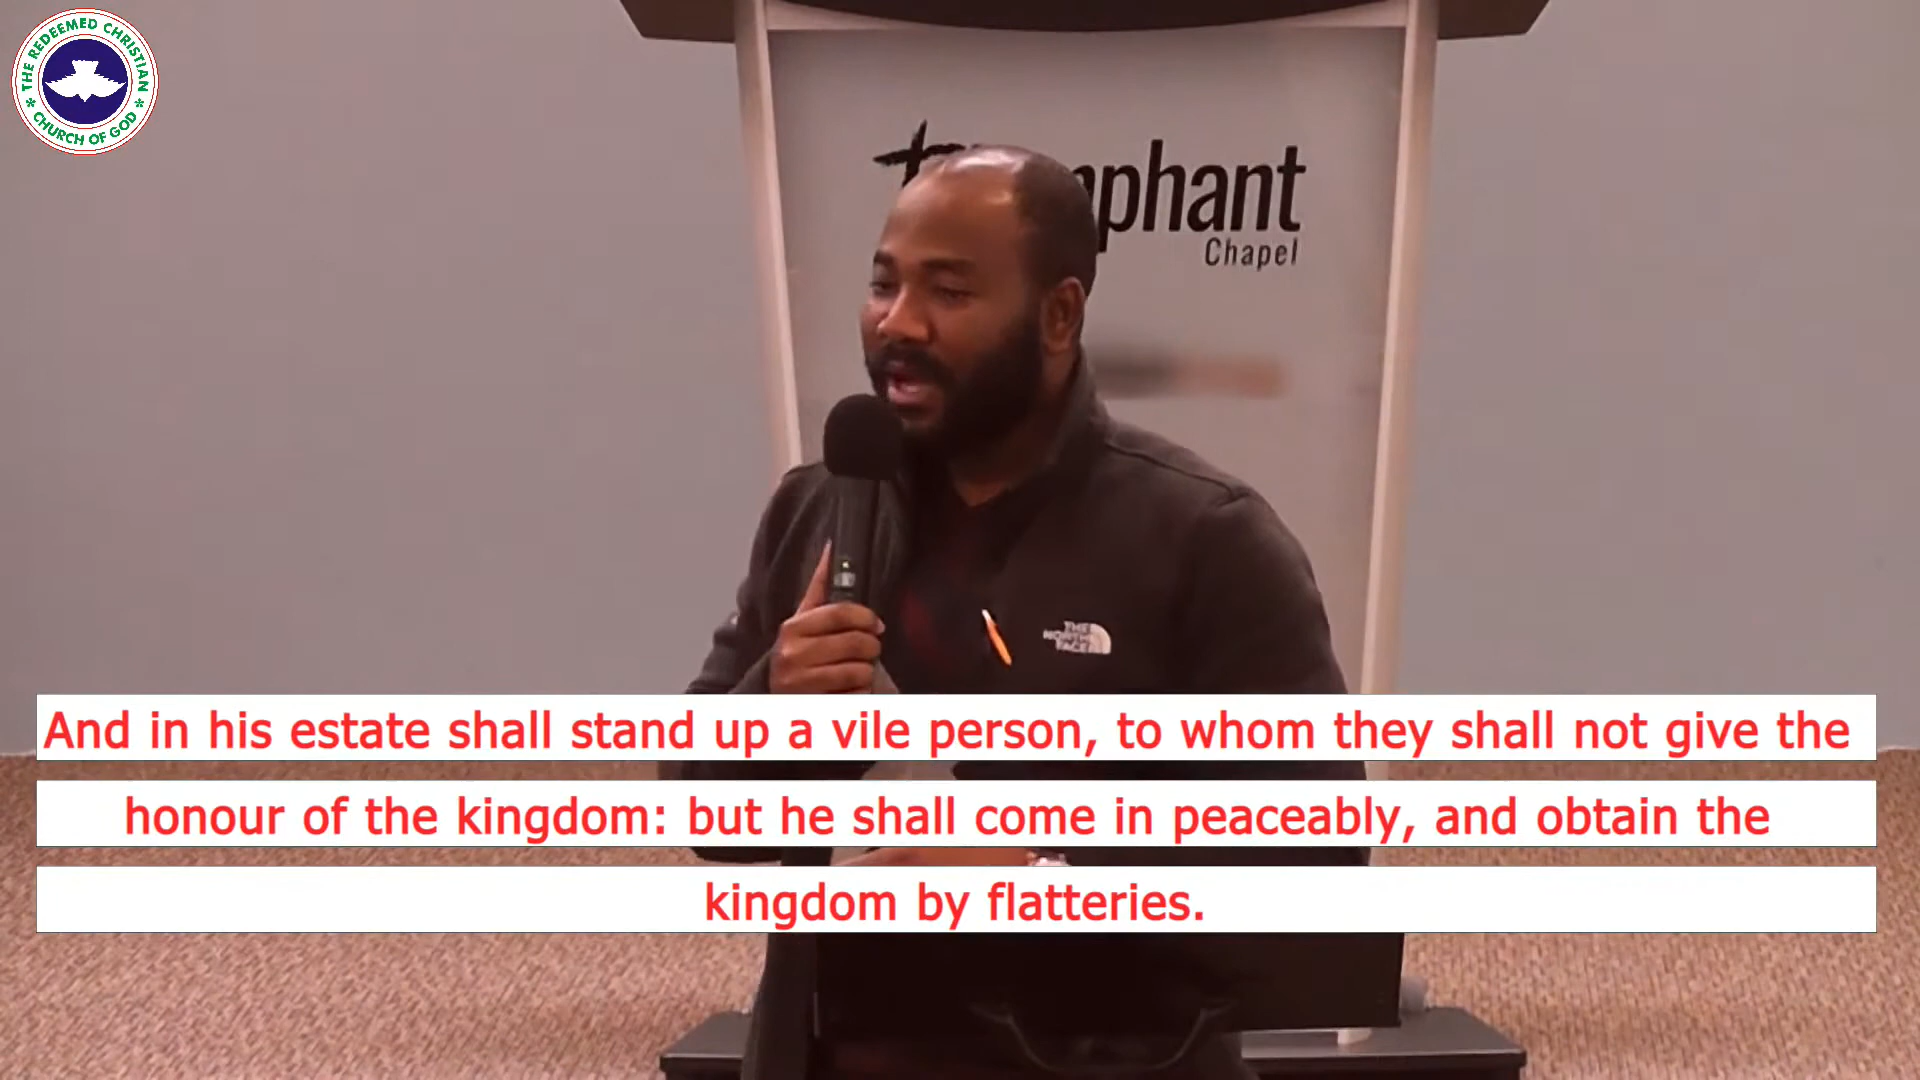 THE REDEEMED CHRISTIAN
CHURCH OF GOD
Chapel
THE
NORTH
FACE
And in his estate shall stand up a vile person, to whom they shall not give the
honour of the kingdom: but he shall come in peaceably, and obtain the
kingdom by flatteries.